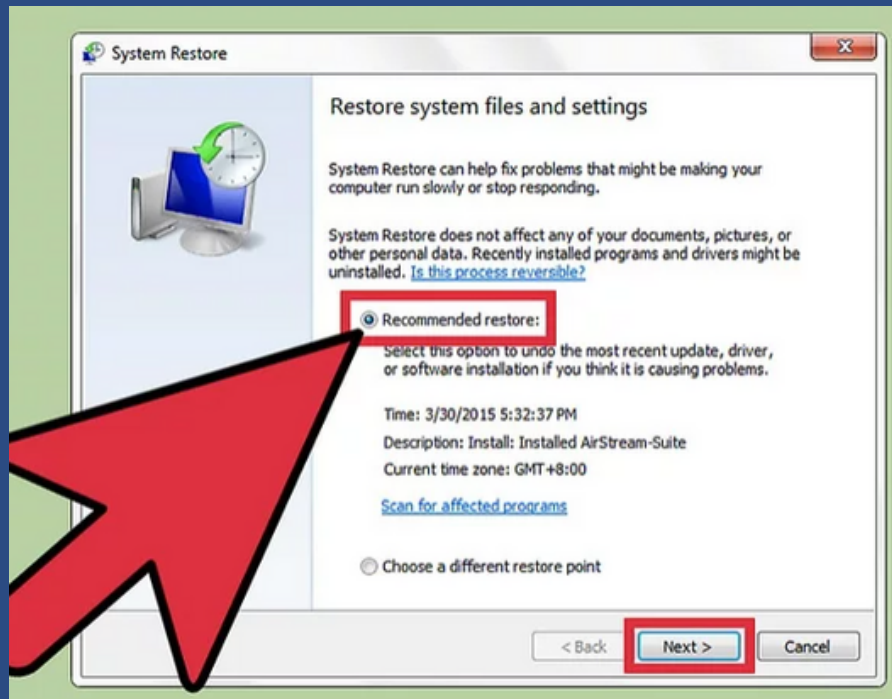 System Restore
Restore system files and settings
System Restore can help fix problems that might be making your
computer run slowly or stop responding.
System Restore does not affect any of your documents, pictures, or
other personal data. Recently installed programs and drivers might be
uninstalled. Is this process reversible?
Recommended restore:
Select this option to undo the most recent update, driver,
or software installation if you think it is causing problems.
Time: 3/30/2015 5:32:37 PM
Description: Install: Installed AirStream-Suite
Current time zone: GMT+8:00
Scan for affected programs
Choose a different restore point
< Back Next > Cancel